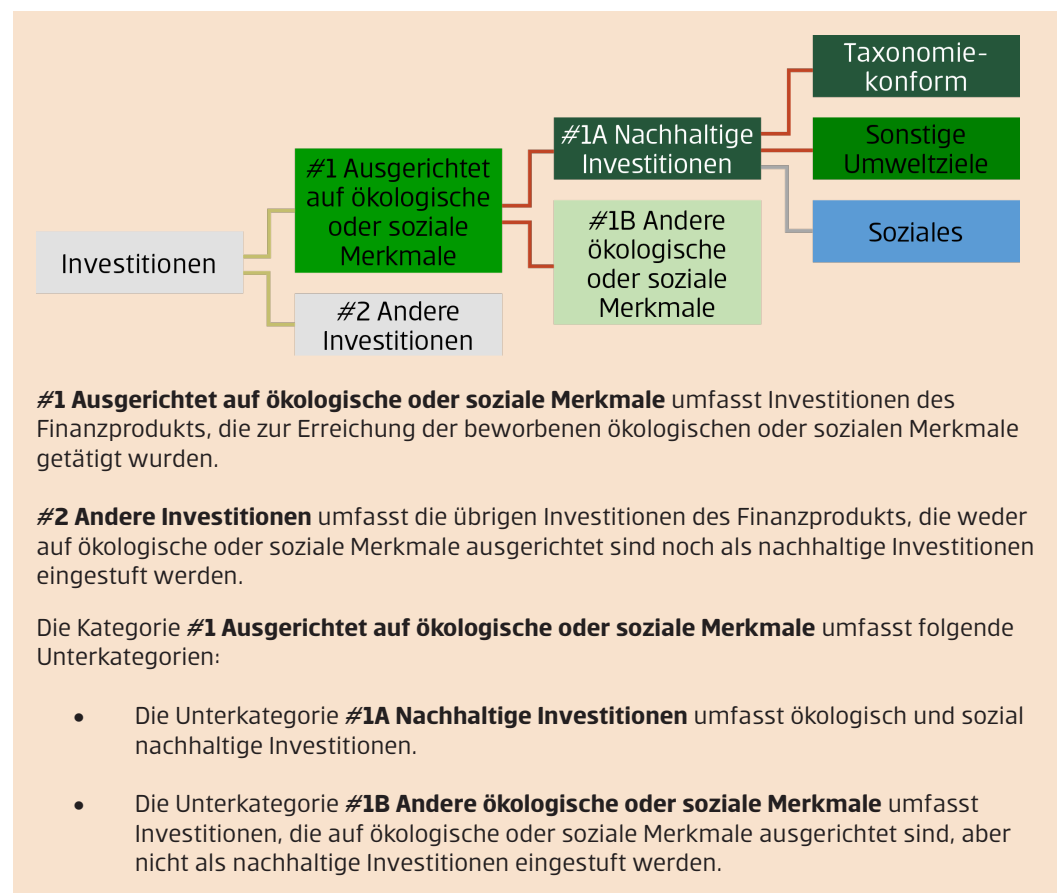 Taxonomie-
konform
#1A Nachhaltige
Investitionen
Sonstige
Umweltziele
#1 Ausgerichtet
auf ökologische
oder soziale
Merkmale
#1B Andere
ökologische
oder soziale
Merkmale
Soziales
Investitionen
#2 Andere
Investitionen
#1 Ausgerichtet auf ökologische oder soziale Merkmale umfasst Investitionen des
Finanzprodukts, die zur Erreichung der beworbenen ökologischen oder sozialen Merkmale
getätigt wurden.
#2 Andere Investitionen umfasst die übrigen Investitionen des Finanzprodukts, die weder
auf ökologische oder soziale Merkmale ausgerichtet sind noch als nachhaltige Investitionen
eingestuft werden.
Die Kategorie #1 Ausgerichtet auf ökologische oder soziale Merkmale umfasst folgende
Unterkategorien:
• Die Unterkategorie #1A Nachhaltige Investitionen umfasst ökologisch und sozial
nachhaltige Investitionen.
• Die Unterkategorie #1B Andere ökologische oder soziale Merkmale umfasst
Investitionen, die auf ökologische oder soziale Merkmale ausgerichtet sind, aber
nicht als nachhaltige Investitionen eingestuft werden.